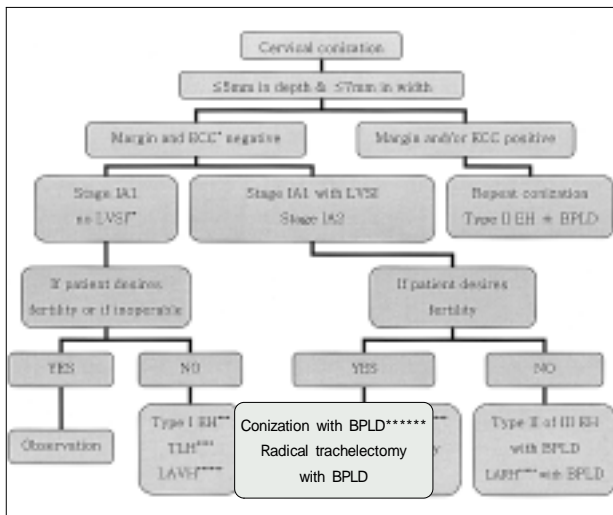 Cervical conization
≤5mm in depth & ≤7mm in width
Margin and ECC* negative
Margin and/or ECC positive
Stage IA1
no LVSI**
Stage IA1 with LVSI
Stage IA2
Repeat conization
Type II EH ± BPLD
If patient desires
fertility or if inoperable
If patient desires
fertility
YES
NO
YES
NO
Observation
Type I EH***
TLH****
LAVH*****
Conization with BPLD******
Radical trachelectomy
with BPLD
Type II of III EH
with BPLD
with BPLD